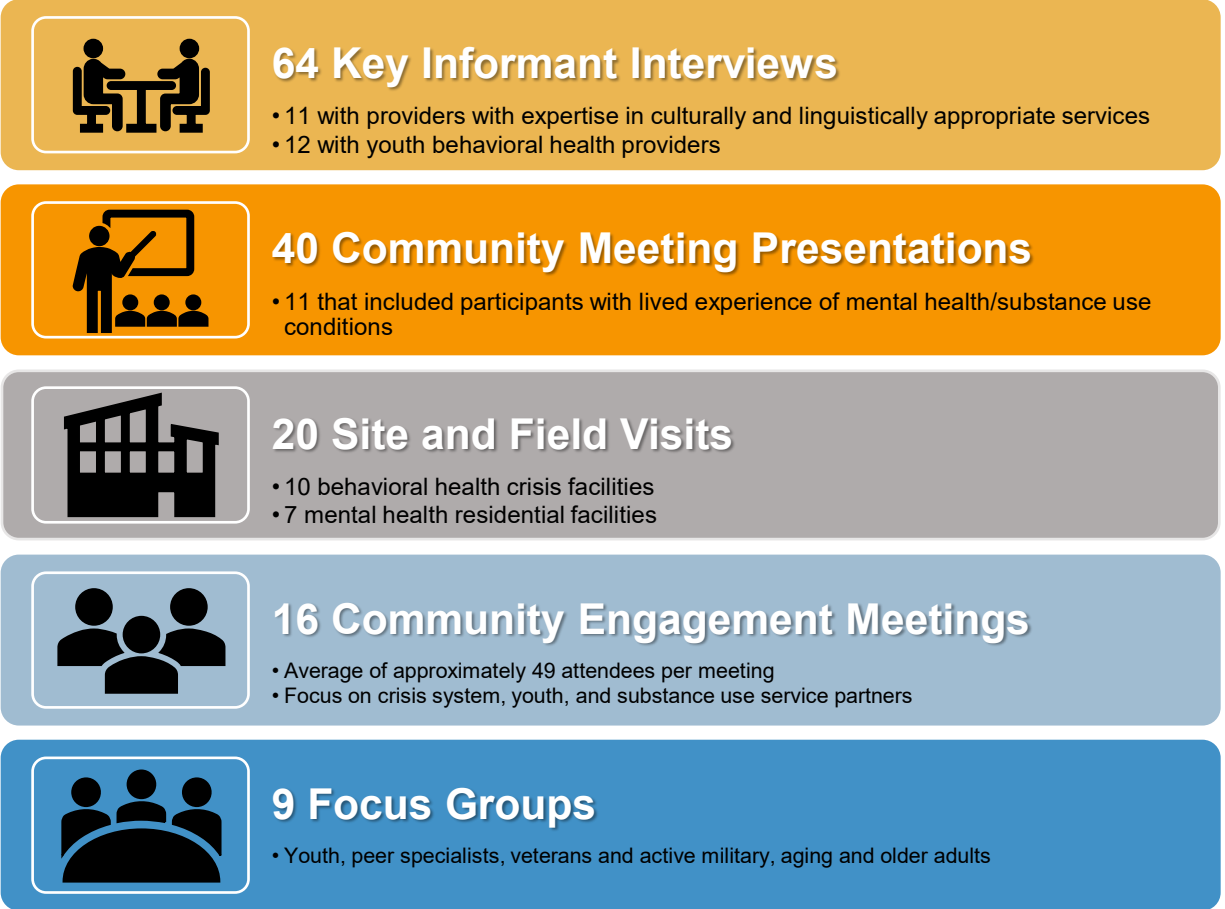 64 Key Informant Interviews
• 11 with providers with expertise in culturally and linguistically appropriate services
• 12 with youth behavioral health providers
40 Community Meeting Presentations
• 11 that included participants with lived experience of mental health/substance use
conditions
20 Site and Field Visits
• 10 behavioral health crisis facilities
• 7 mental health residential facilities
16 Community Engagement Meetings
• Average of approximately 49 attendees per meeting
• Focus on crisis system, youth, and substance use service partners
9 Focus Groups
• Youth, peer specialists, veterans and active military, aging and older adults